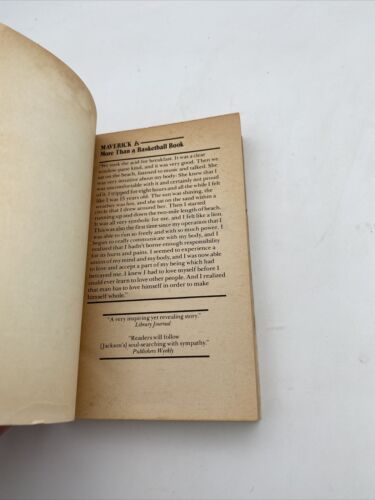 MAVERICK is
More Than a Basketball Book
"We took the acid for breakfast. It was a clear
window pane kind, and it was very good. Then we
sat on the beach, listened to music and talked. She
was very intuitive about my body. She knew that I
was uncomfortable with it and certainly not proud
of it. I tripped for eight hours and all the while I felt
like I was 15 years old. The sun was shining, the
weather was hot, and she sat on the sand within a
circle that I drew around her. Then I started
running up and down the two-mile length of beach.
It was all very symbolic for me, and I felt like a lion.
This was also the first time since my operation that I
was able to run so freely and with so much power. I
began to really communicate with my body, and I
realized that I hadn't borne enough responsibility
for its hurts and pains. I seemed to experience a
union of my mind and my body, and I was now able
to love and accept a part of my being which had
betrayed me. I knew I had to love myself before I
could ever learn to love other people. And I realized
that man has to love himself in order to make
himself whole."
"A very inquiring yet revealing story."
Library Journal
"Readers will follow
[Jackson's] soul-searching with sympathy."
Publishers Weekly